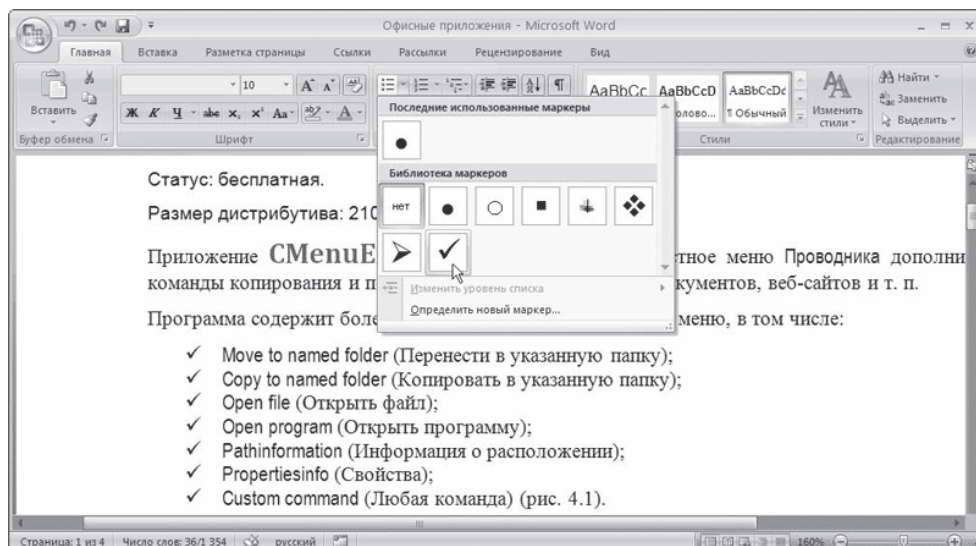 Офисные приложения - Microsoft Word
Главная Вставка Разметка страницы Ссылки Рассылки Рецензирование Вид
Вставить
10
Ж К Ч abc x, x² Aa
AaBbCc AaBbCcD AaBbCcDc
олово... ¶ Обычный
Изменить стили
Найти
Заменить
Выделить
Буфер обмена Шрифт Стили Редактирование
Последние использованные маркеры
Библиотека маркеров
нет
Изменить уровень списка
Определить новый маркер...
Статус: бесплатная.
Размер дистрибутива: 210
Приложение CMenuE тное меню Проводника дополни
команды копирования и п кументов, веб-сайтов и т. п.
Программа содержит боле меню, в том числе:
✓ Move to named folder (Перенести в указанную папку);
✓ Copy to named folder (Копировать в указанную папку);
✓ Open file (Открыть файл);
✓ Open program (Открыть программу);
✓ Pathinformation (Информация о расположении);
✓ Propertiesinfo (Свойства);
✓ Custom command (Любая команда) (рис. 4.1).
Страница: 1 из 4 Число слов: 36/1 354 русский 160%